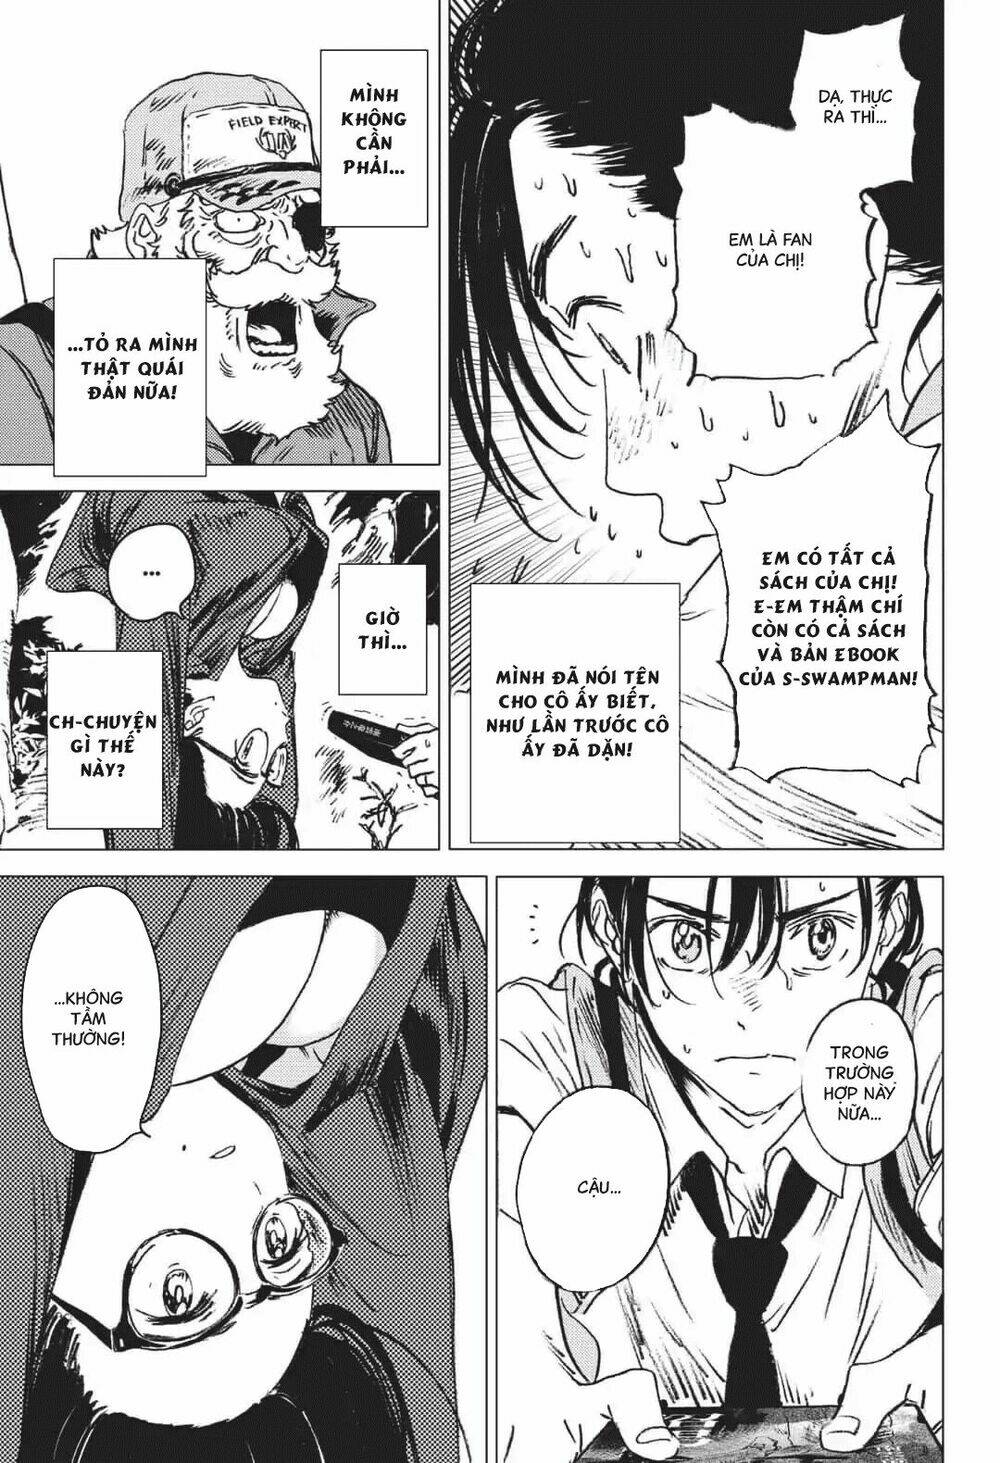 DẠ, THỰC
RA THÌ...
EM LÀ FAN
CỦA CHỊ!
EM CÓ TẤT CẢ
SÁCH CỦA CHỊ!
E-EM THẬM CHÍ
CÒN CÓ CẢ SÁCH
VÀ BẢN EBOOK
CỦA S-SWAMPMAN!
MÌNH ĐÃ NÓI TÊN
CHO CÔ ẤY BIẾT,
NHƯ LẦN TRƯỚC CÔ
ẤY ĐÃ DẶN!
MÌNH
KHÔNG
CẦN
PHẢI...
FIELD EXPERT
...TỎ RA MÌNH
THẬT QUÁI
ĐẢN NỮA!
GIỜ
THÌ...
...
CH-CHUYỆN
GÌ THẾ
NÀY?
TRONG
TRƯỜNG
HỢP NÀY
NỮA...
CẬU...
...KHÔNG
TẦM
THƯỜNG!